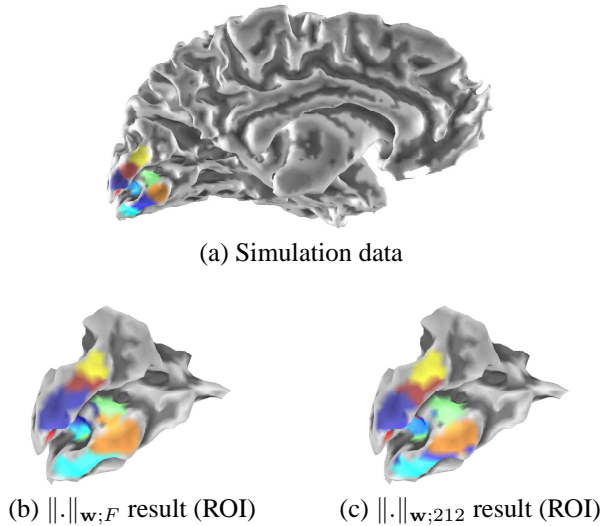 (a) Simulation data
(b) ‖.‖w;F result (ROI) (c) ‖.‖w;212 result (ROI)